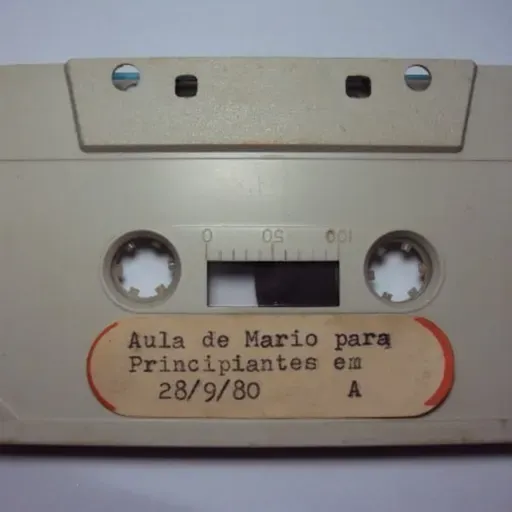 0 50 100
Aula de Mario para
Principiantes em
28/9/80 A